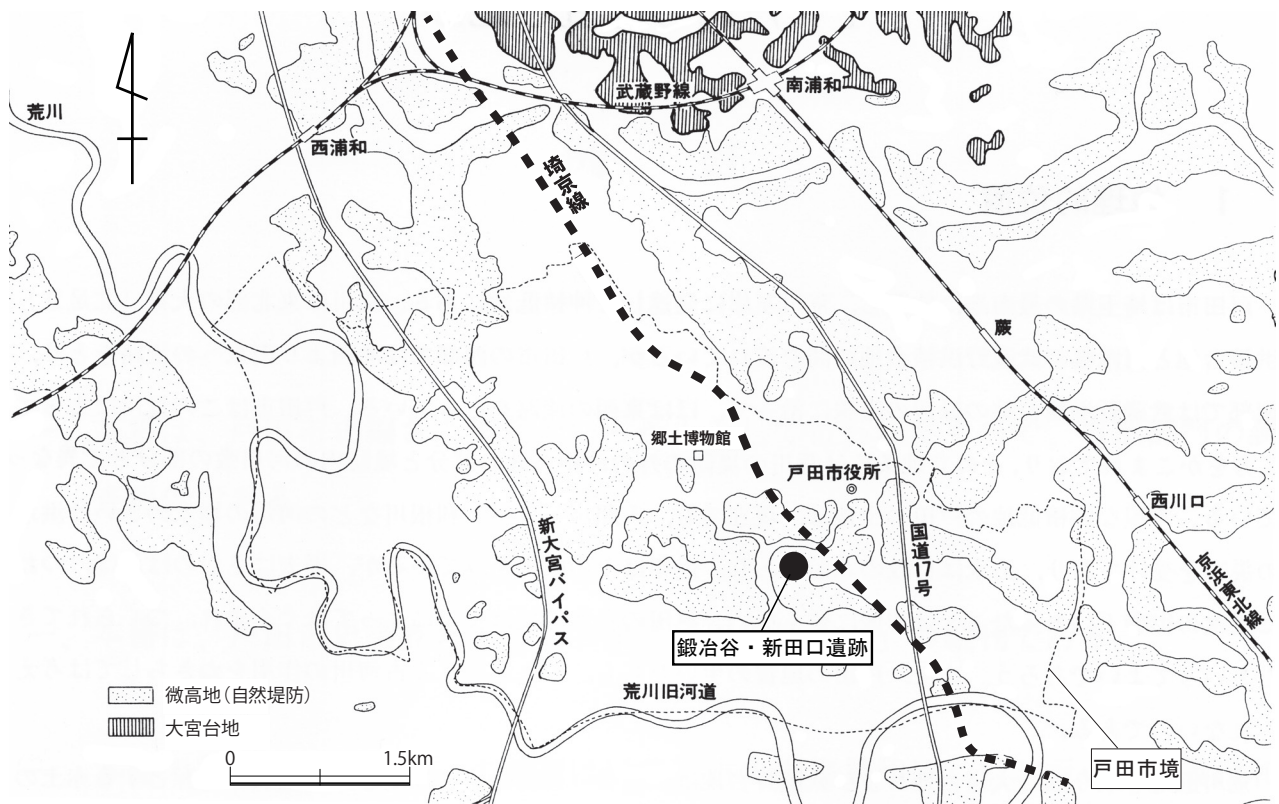 荒川
武蔵野線
南浦和
西浦和
埼京線
蕨
郷土博物館
戸田市役所
西川口
新大宮バイパス
国道17号
京浜東北線
鍛冶谷・新田口遺跡
荒川旧河道
微高地(自然堤防)
大宮台地
0 1.5km
戸田市境